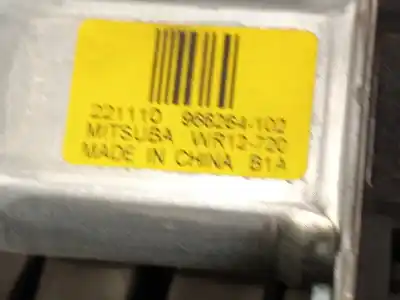 221110 966264-102
MITSUBA WR12-720
MADE IN CHINA B1A